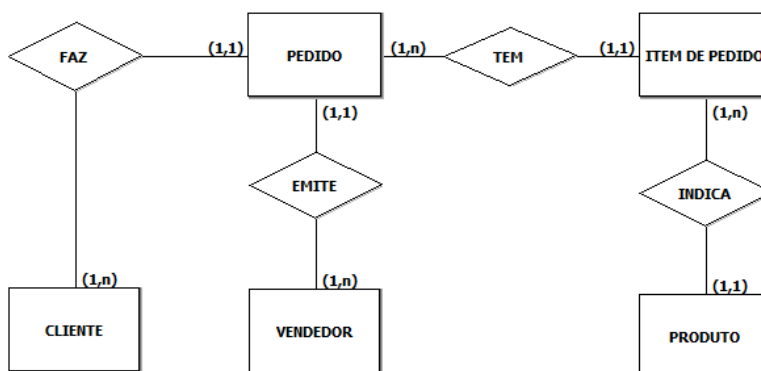 FAZ
(1,1)
PEDIDO
(1,n)
TEM
(1,1)
ITEM DE PEDIDO
(1,1)
(1,n)
EMITE
INDICA
(1,n)
(1,n)
(1,1)
CLIENTE
VENDEDOR
PRODUTO